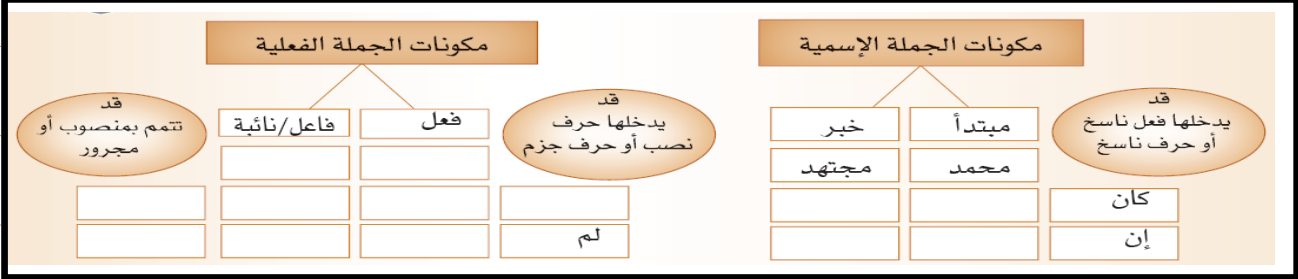 مكونات الجملة الإسمية
مكونات الجملة الفعلية
قد
يدخلها فعل ناسخ
أو حرف ناسخ
مبتدأ
خبر
محمد
مجتهد
كان
إن
قد
يدخلها حرف
نصب أو حرف جزم
فعل
فاعل/نائبة
قد
تتمم بمنصوب أو
مجرور
لم